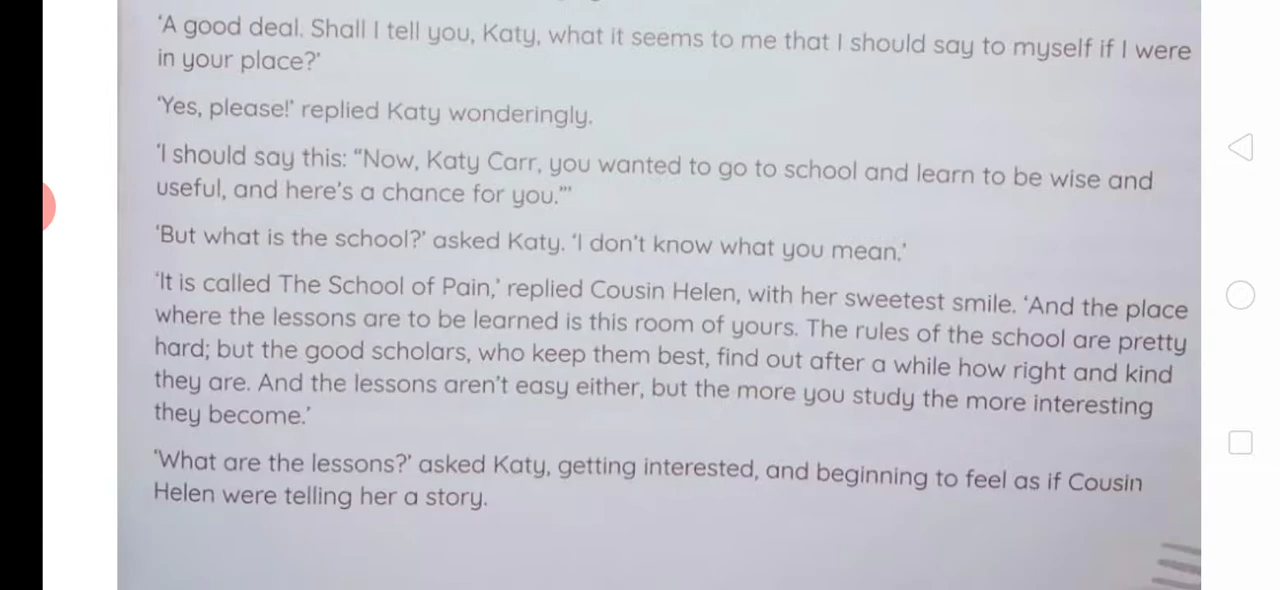 ‘A good deal. Shall I tell you, Katy, what it seems to me that I should say to myself if I were
in your place?’
‘Yes, please!’ replied Katy wonderingly.
‘I should say this: “Now, Katy Carr, you wanted to go to school and learn to be wise and
useful, and here’s a chance for you.”’
‘But what is the school?’ asked Katy. ‘I don’t know what you mean.’
‘It is called The School of Pain,’ replied Cousin Helen, with her sweetest smile. ‘And the place
where the lessons are to be learned is this room of yours. The rules of the school are pretty
hard; but the good scholars, who keep them best, find out after a while how right and kind
they are. And the lessons aren’t easy either, but the more you study the more interesting
they become.’
‘What are the lessons?’ asked Katy, getting interested, and beginning to feel as if Cousin
Helen were telling her a story.